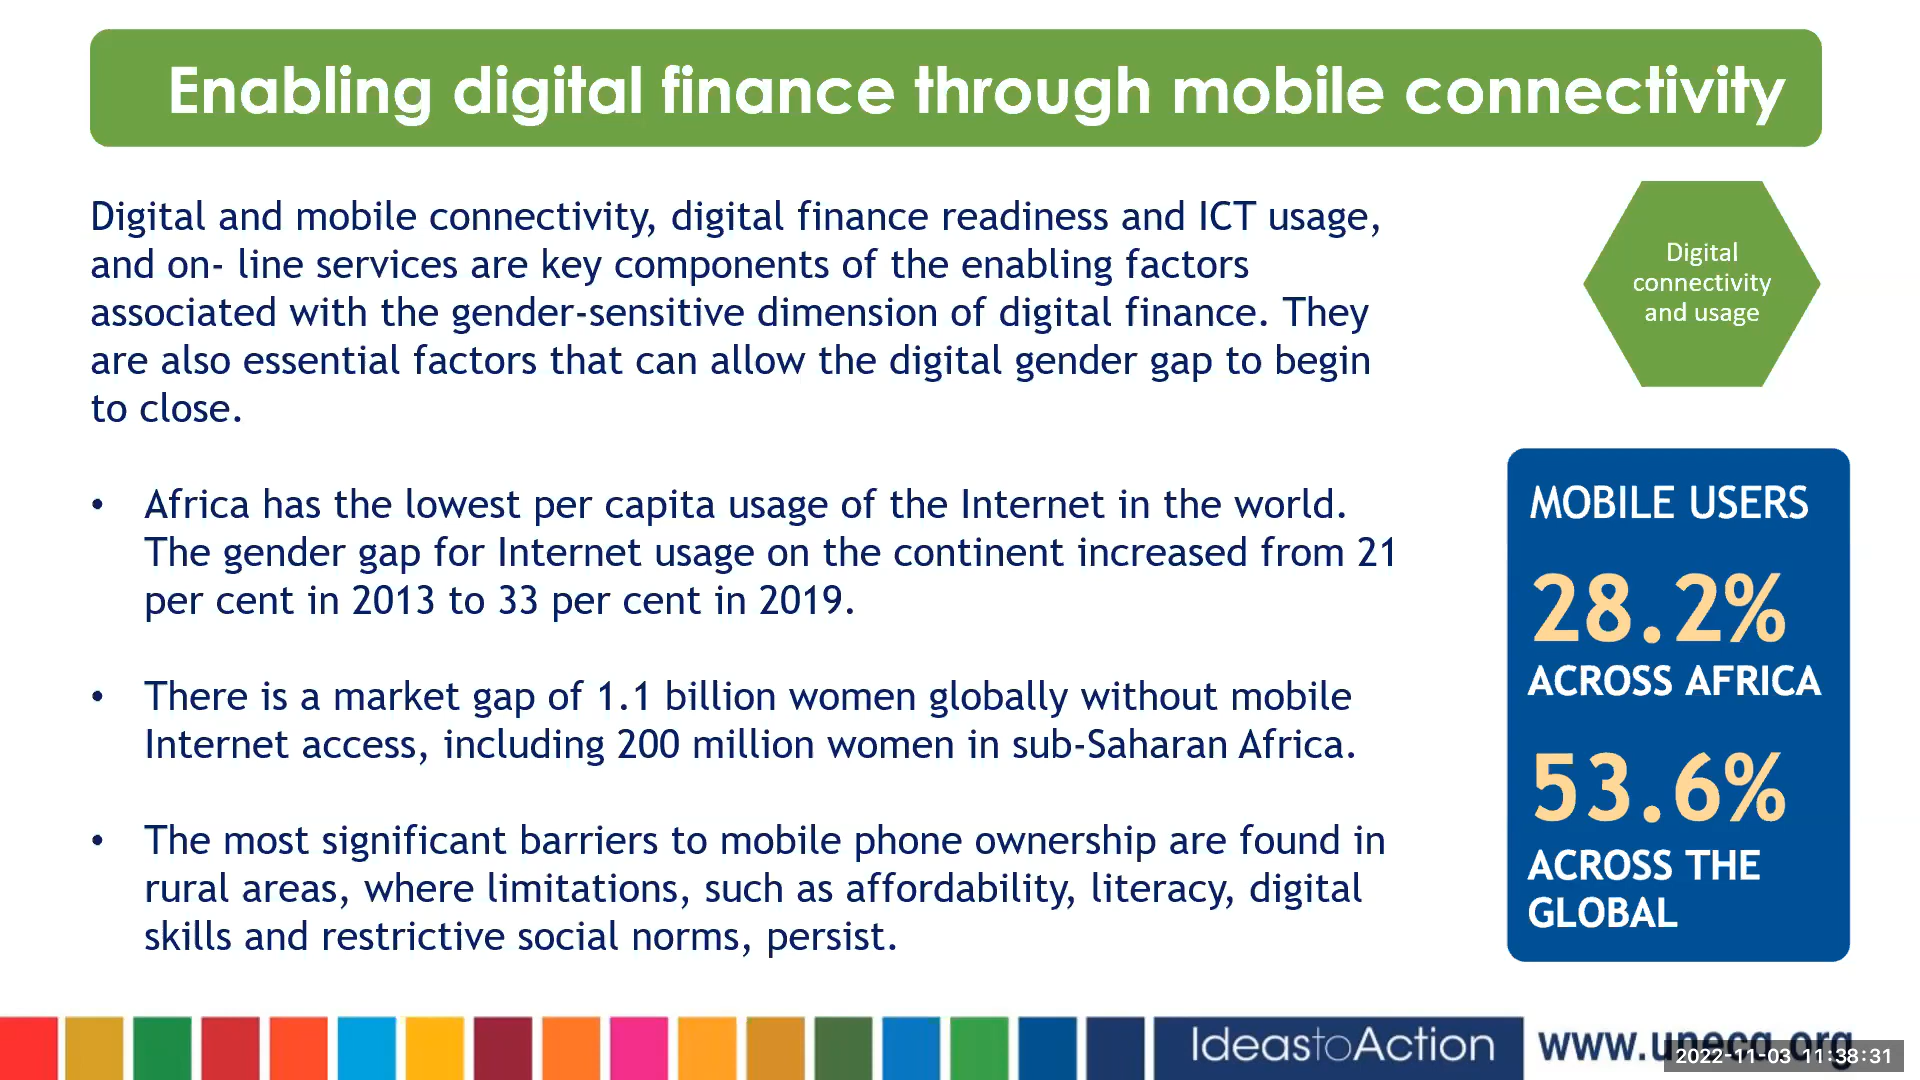 Enabling digital finance through mobile connectivity
Digital and mobile connectivity, digital finance readiness and ICT usage,
and on- line services are key components of the enabling factors
associated with the gender-sensitive dimension of digital finance. They
are also essential factors that can allow the digital gender gap to begin
to close.
• Africa has the lowest per capita usage of the Internet in the world.
The gender gap for Internet usage on the continent increased from 21
per cent in 2013 to 33 per cent in 2019.
• There is a market gap of 1.1 billion women globally without mobile
Internet access, including 200 million women in sub-Saharan Africa.
• The most significant barriers to mobile phone ownership are found in
rural areas, where limitations, such as affordability, literacy, digital
skills and restrictive social norms, persist.
Digital
connectivity
and usage
MOBILE USERS
28.2%
ACROSS AFRICA
53.6%
ACROSS THE
GLOBAL
IdeastoAction
www.uneca.org
2022-11-03 11:38:31